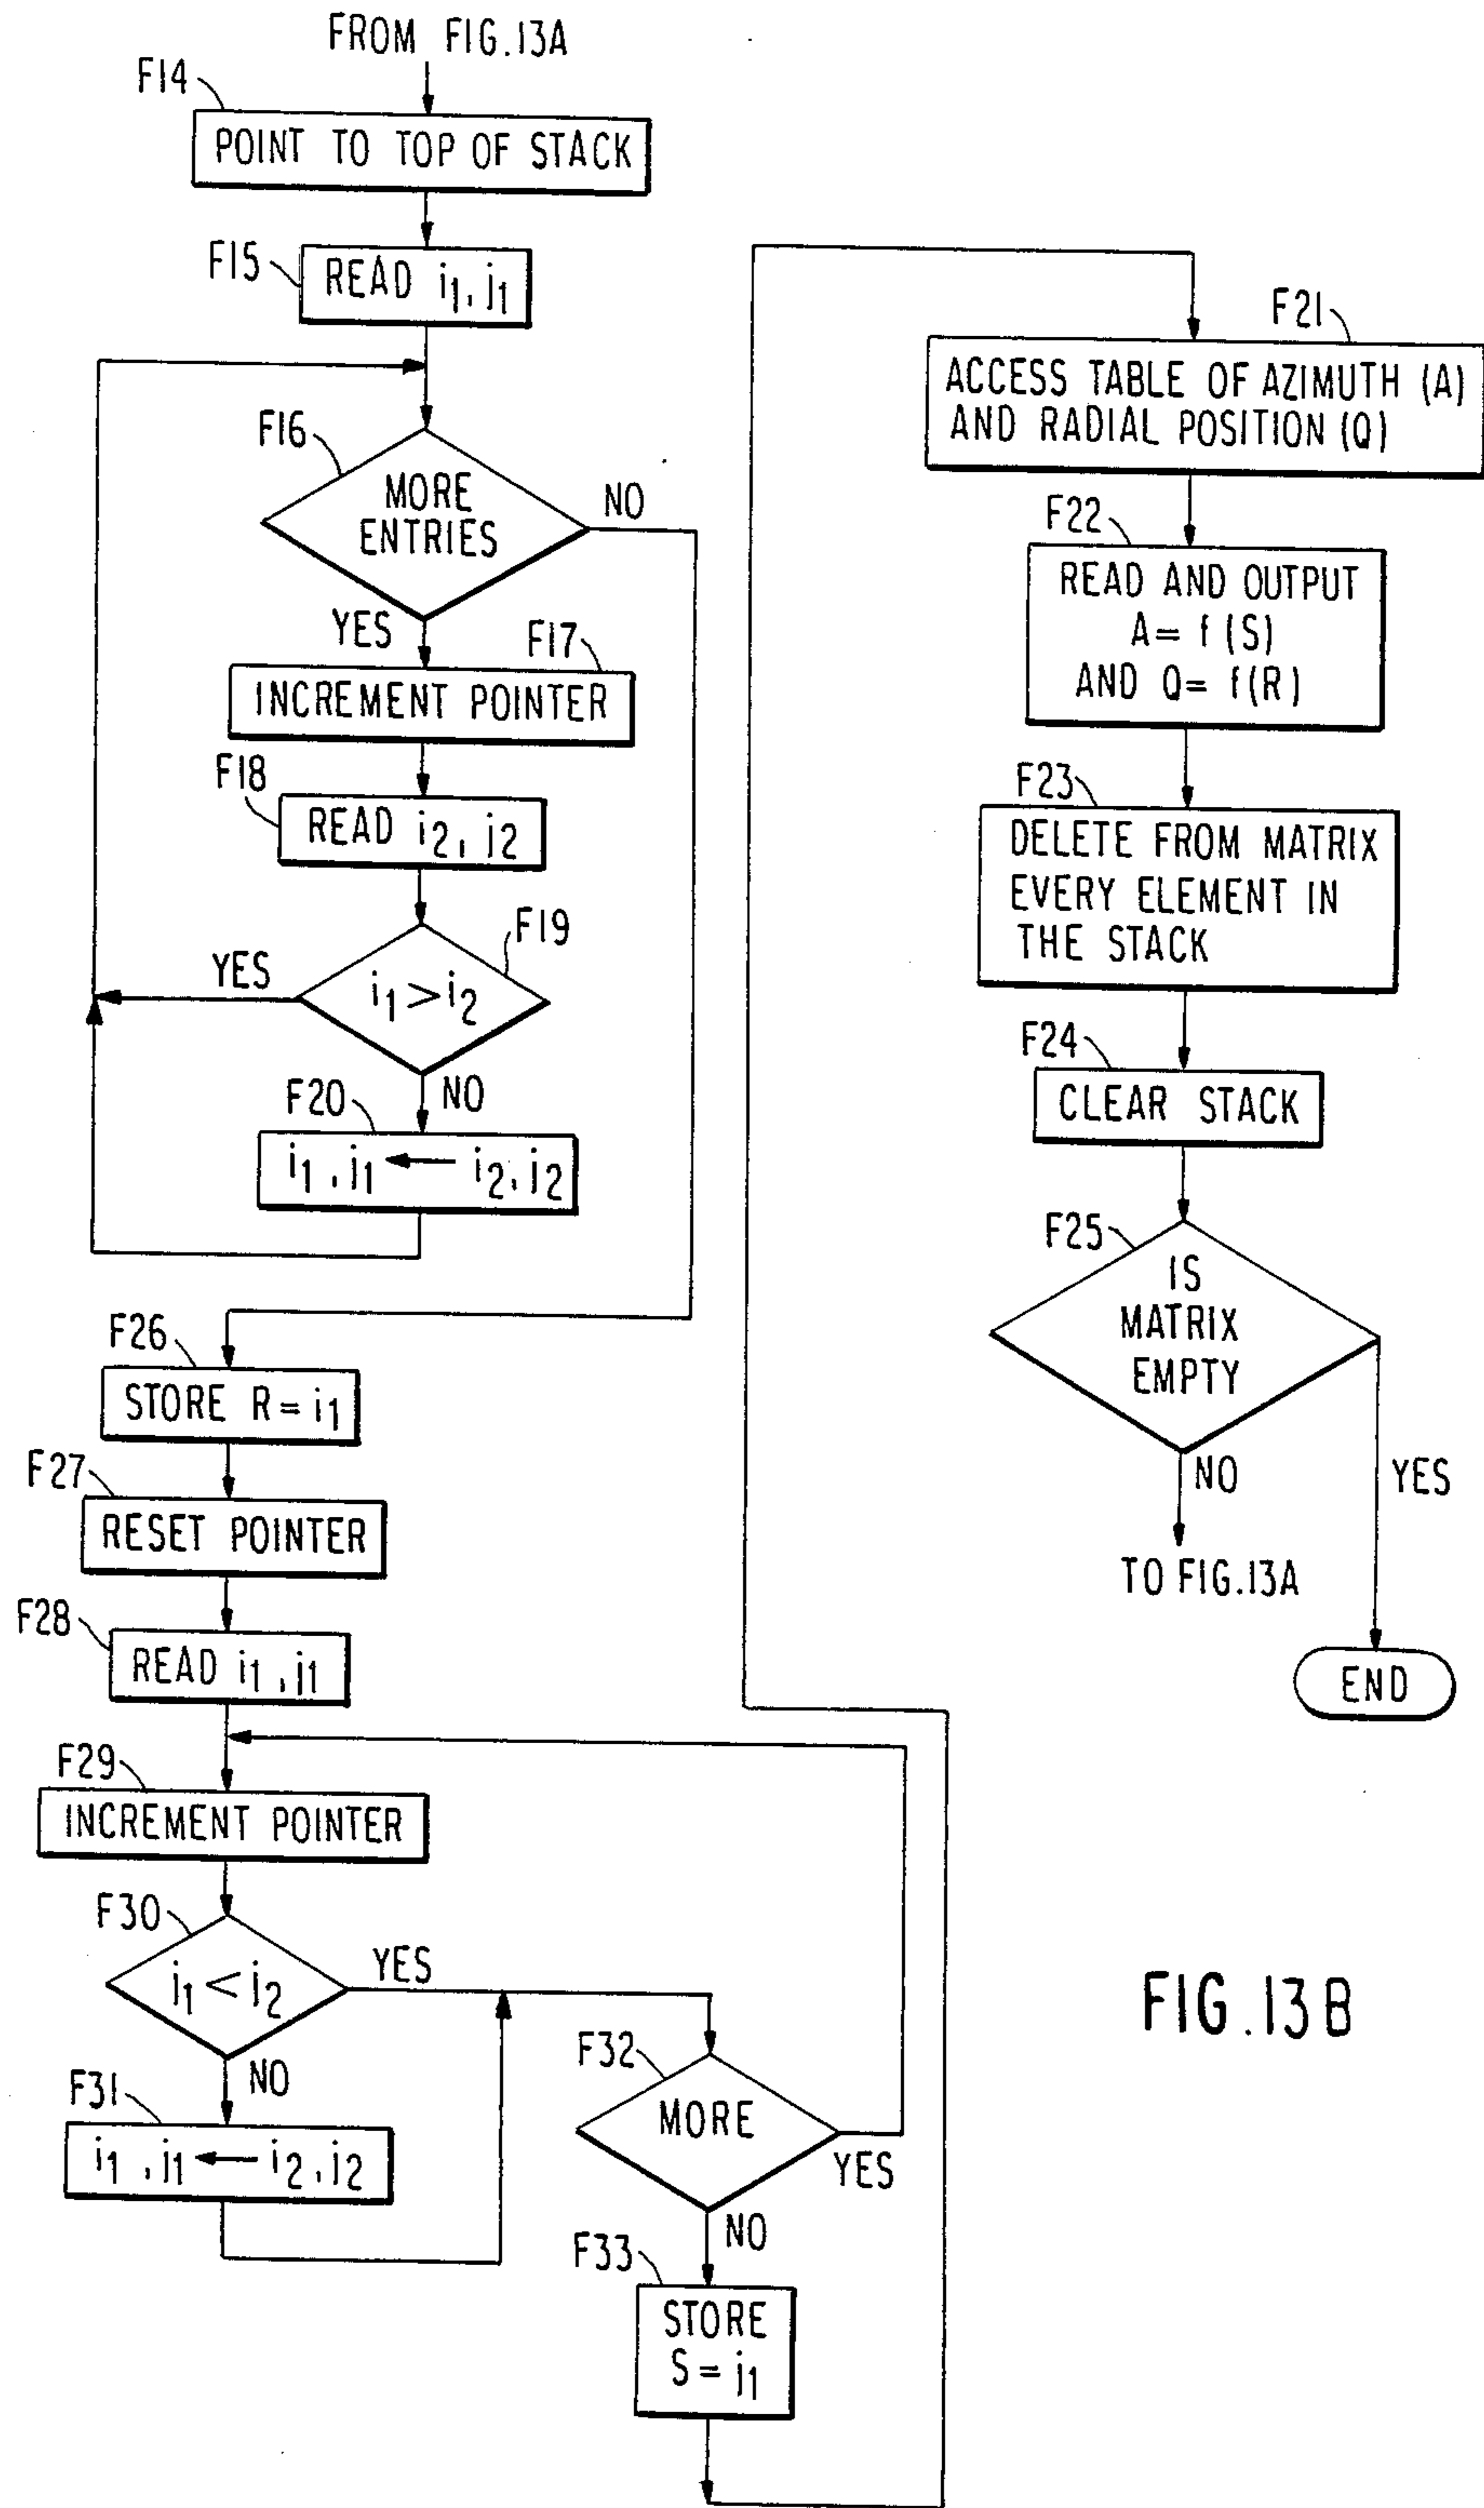 FROM FIG.13A
F14
POINT TO TOP OF STACK
F15
READ i1, j1
F16
MORE
ENTRIES
NO
YES
F17
INCREMENT POINTER
F18
READ i2, j2
F19
YES
i1 > i2
NO
F20
i1, j1 ← i2, j2
F26
STORE R = i1
F27
RESET POINTER
F28
READ i1, j1
F29
INCREMENT POINTER
F30
i1 < i2
YES
NO
F31
i1, j1 ← i2, j2
F32
MORE
YES
NO
F33
STORE
S = j1
F21
ACCESS TABLE OF AZIMUTH (A)
AND RADIAL POSITION (Q)
F22
READ AND OUTPUT
A = f (S)
AND Q = f(R)
F23
DELETE FROM MATRIX
EVERY ELEMENT IN
THE STACK
F24
CLEAR STACK
F25
IS
MATRIX
EMPTY
NO
YES
TO FIG.13A
END
FIG.13B